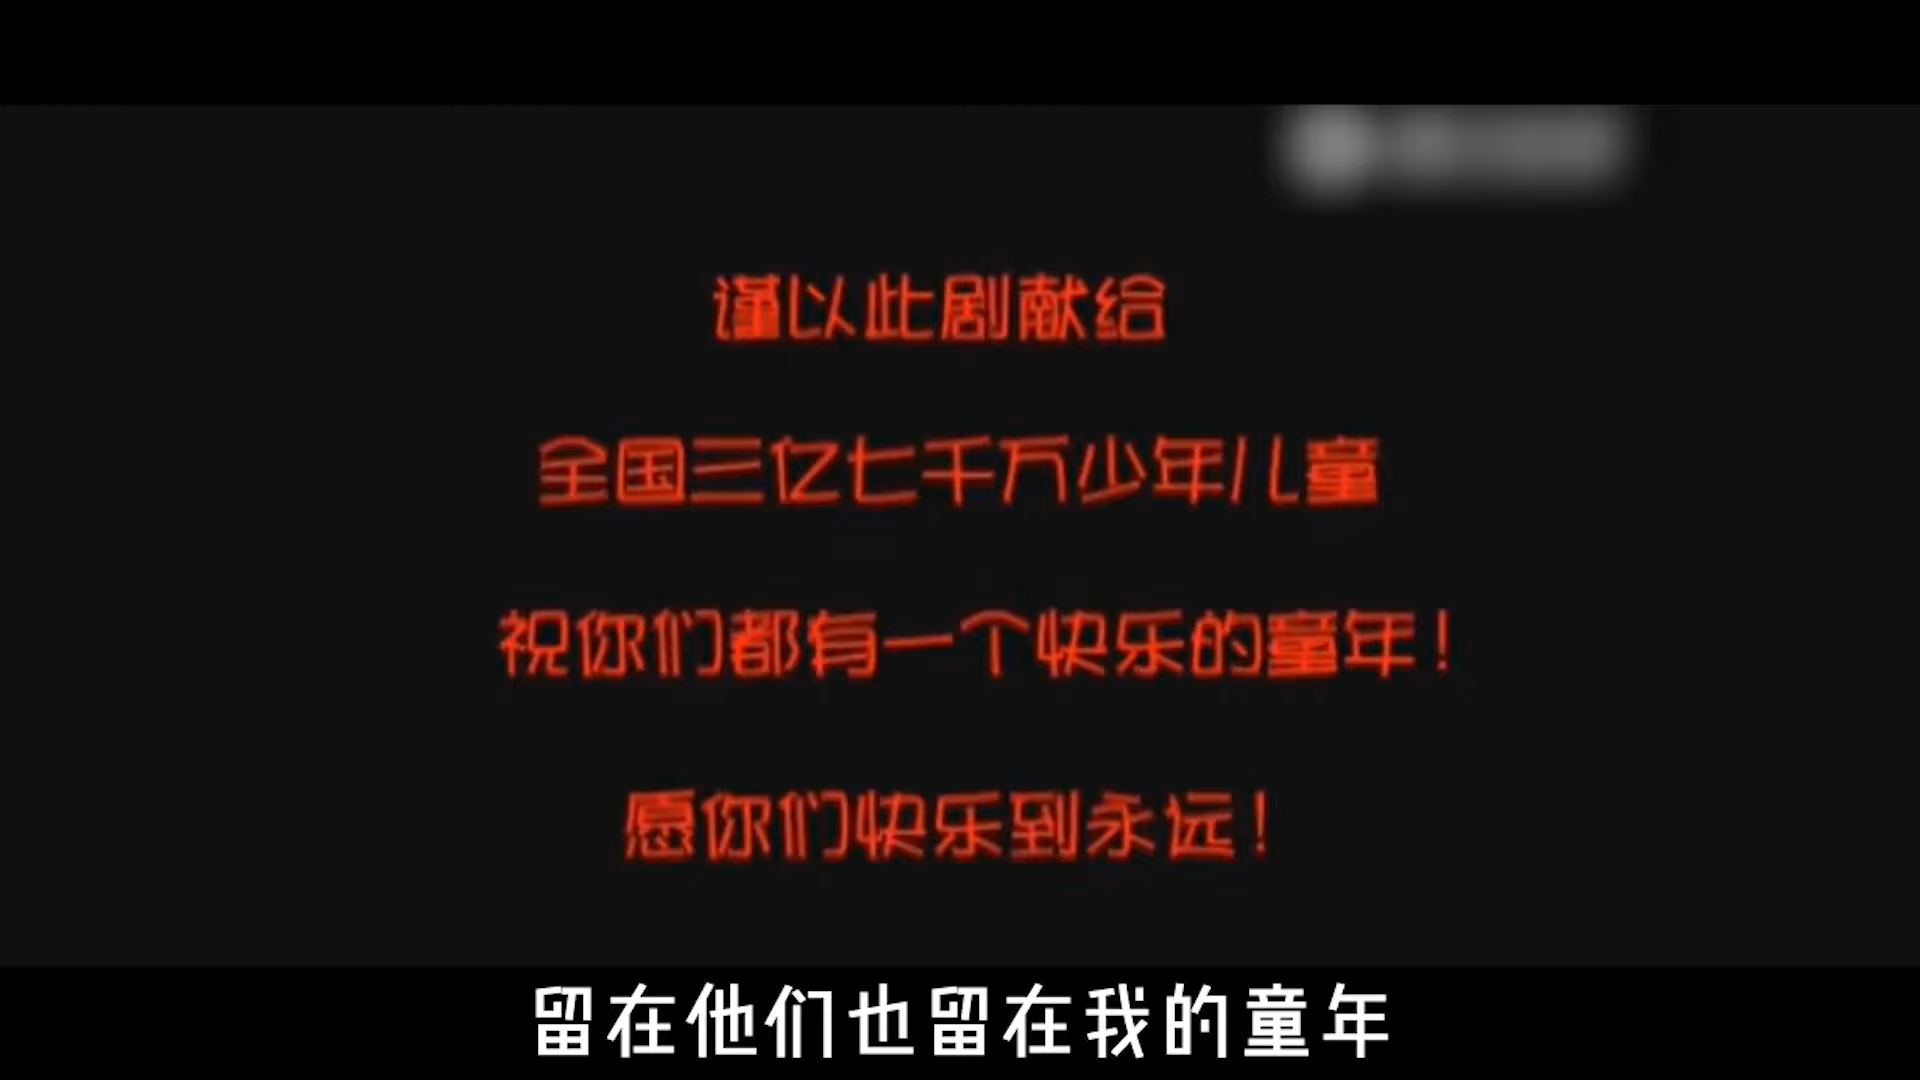 谨以此剧献给
全国三亿七千万少年儿童
祝你们都有一个快乐的童年！
愿你们快乐到永远！
留在他们也留在我的童年